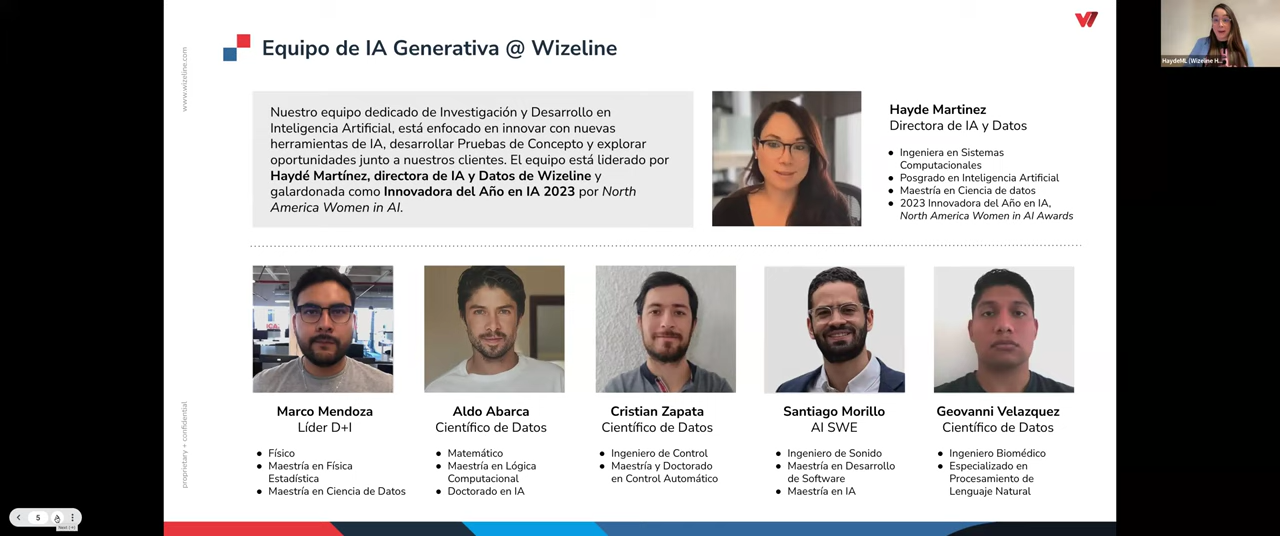 www.wizeline.com
Equipo de IA Generativa @ Wizeline
HaydeML (Wizeline H...
Nuestro equipo dedicado de Investigación y Desarrollo en
Inteligencia Artificial, está enfocado en innovar con nuevas
herramientas de IA, desarrollar Pruebas de Concepto y explorar
oportunidades junto a nuestros clientes. El equipo está liderado por
Haydé Martínez, directora de IA y Datos de Wizeline y
galardonada como Innovadora del Año en IA 2023 por North
America Women in AI.
Hayde Martinez
Directora de IA y Datos
● Ingeniera en Sistemas
Computacionales
● Posgrado en Inteligencia Artificial
● Maestría en Ciencia de datos
● 2023 Innovadora del Año en IA,
North America Women in AI Awards
Marco Mendoza
Líder D+I
● Físico
● Maestría en Física
Estadística
● Maestría en Ciencia de Datos
Aldo Abarca
Científico de Datos
● Matemático
● Maestría en Lógica
Computacional
● Doctorado en IA
Cristian Zapata
Científico de Datos
● Ingeniero de Control
● Maestría y Doctorado
en Control Automático
Santiago Morillo
AI SWE
● Ingeniero de Sonido
● Maestría en Desarrollo
de Software
● Maestría en IA
Geovanni Velazquez
Científico de Datos
● Ingeniero Biomédico
● Especializado en
Procesamiento de
Lenguaje Natural
proprietary + confidential
5
Next (→)